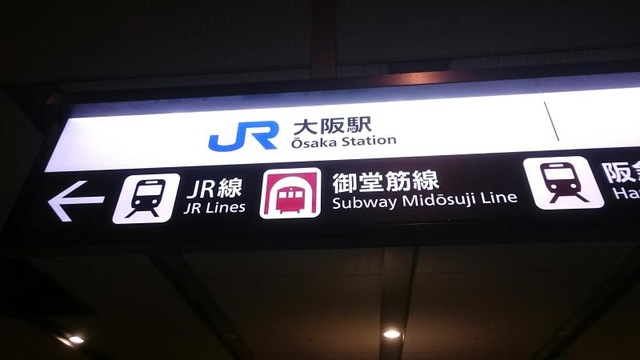 JR 大阪駅
Ōsaka Station
JR線 御堂筋線
JR Lines Subway Midōsuji Line